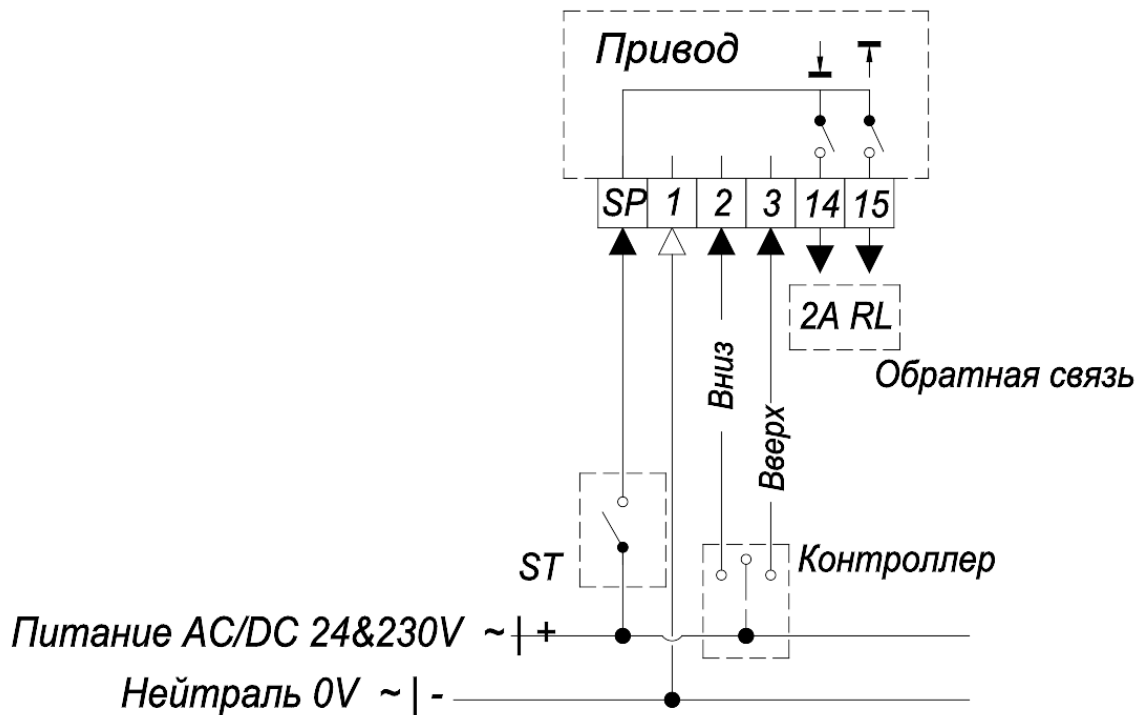 Привод
SP 1 2 3 14 15
2A RL
Обратная связь
Вниз
Вверх
ST
Контроллер
Питание AC/DC 24&230V ~ | +
Нейтраль 0V ~ | -